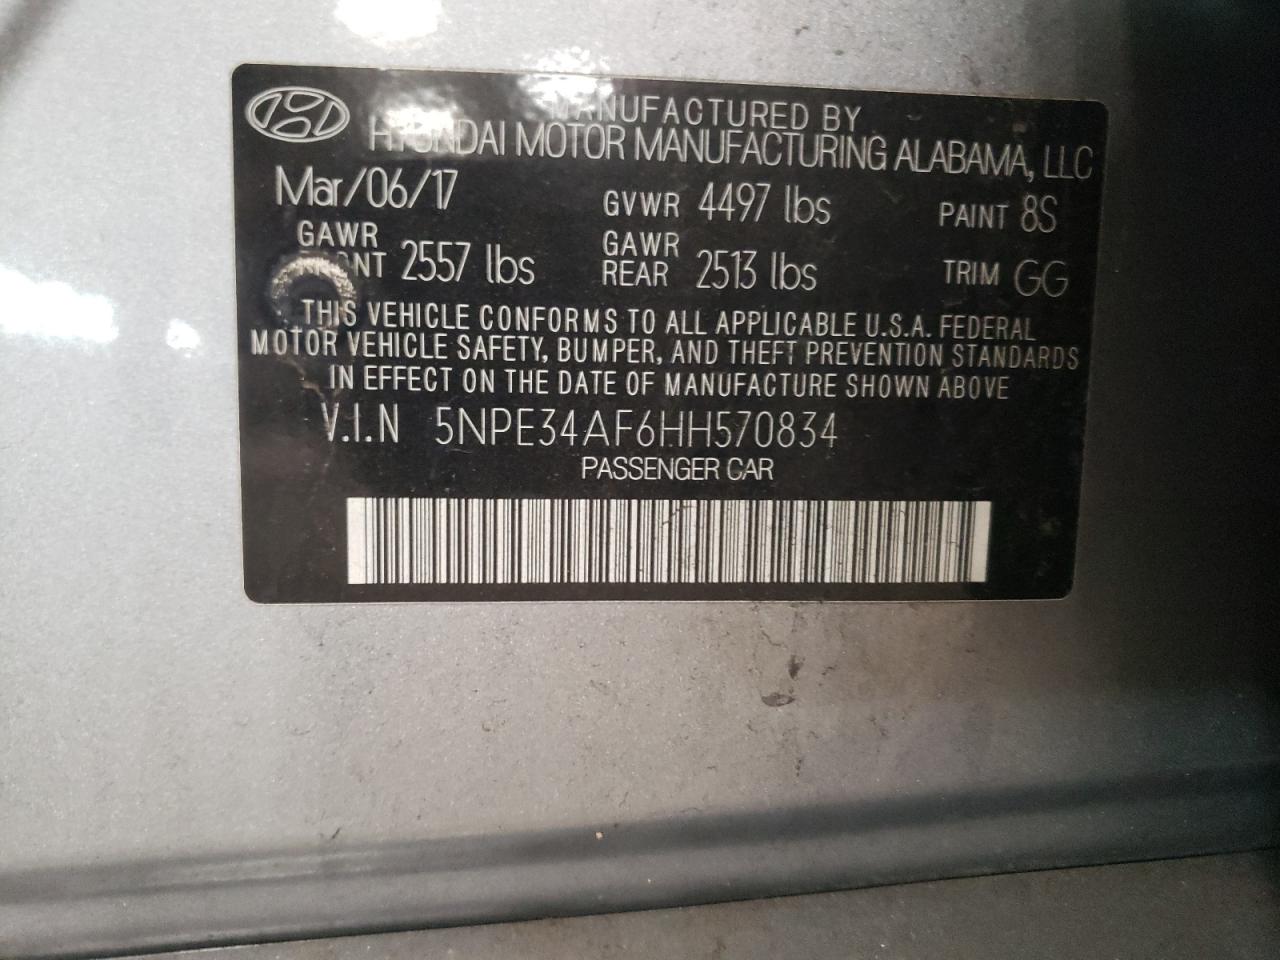 MANUFACTURED BY
HYUNDAI MOTOR MANUFACTURING ALABAMA, LLC
Mar/06/17 GVWR 4497 lbs PAINT 8S
GAWR FRONT 2557 lbs GAWR REAR 2513 lbs TRIM GG
THIS VEHICLE CONFORMS TO ALL APPLICABLE U.S.A. FEDERAL
MOTOR VEHICLE SAFETY, BUMPER, AND THEFT PREVENTION STANDARDS
IN EFFECT ON THE DATE OF MANUFACTURE SHOWN ABOVE
V.I.N 5NPE34AF6HH570834
PASSENGER CAR